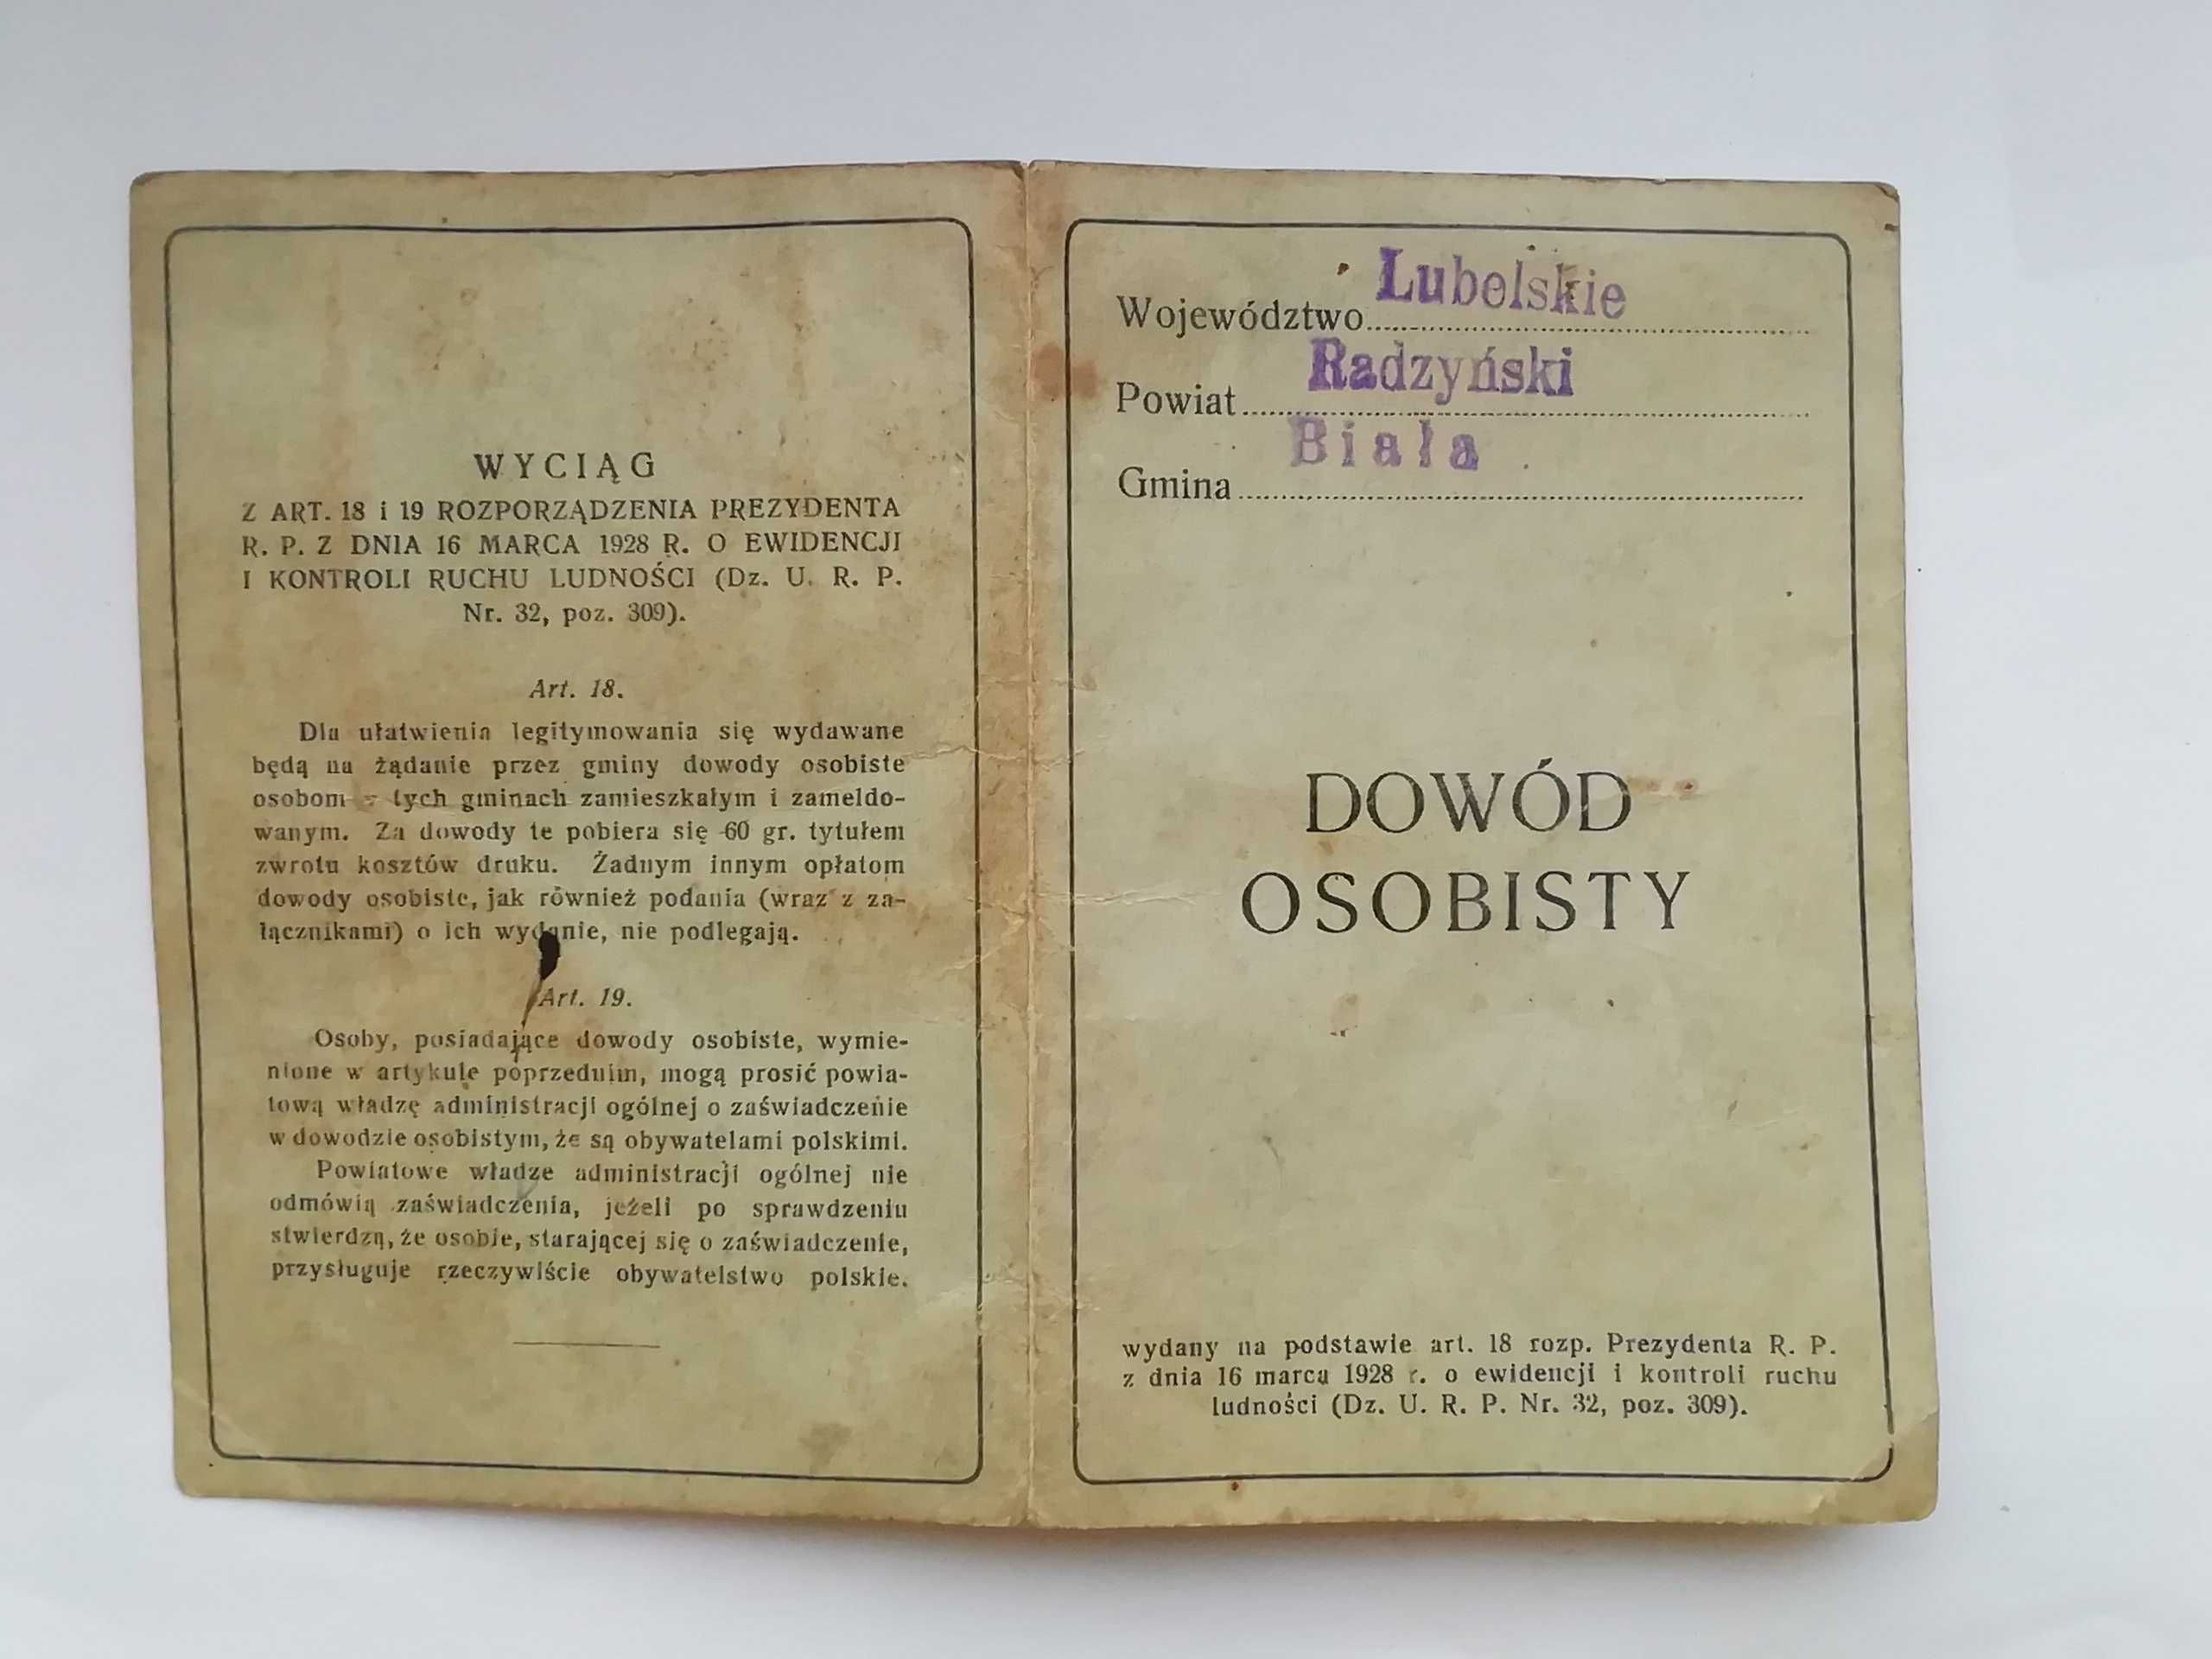 WYCIĄG
Z ART. 18 i 19 ROZPORZĄDZENIA PREZYDENTA
R. P. Z DNIA 16 MARCA 1928 R. O EWIDENCJI
I KONTROLI RUCHU LUDNOŚCI (Dz. U. R. P.
Nr. 32, poz. 309).
Art. 18.
Dla ułatwienia legitymowania się wydawane
będą na żądanie przez gminy dowody osobiste
osobom w tych gminach zamieszkałym i zameldo-
wanym. Za dowody te pobiera się 60 gr. tytułem
zwrotu kosztów druku. Żadnym innym opłatom
dowody osobiste, jak również podania (wraz z za-
łącznikami) o ich wydanie, nie podlegają.
Art. 19.
Osoby, posiadające dowody osobiste, wymie-
nione w artykule poprzednim, mogą prosić powia-
tową władzę administracji ogólnej o zaświadczenie
w dowodzie osobistym, że są obywatelami polskimi.
Powiatowe władze administracji ogólnej nie
odmówią zaświadczenia, jeżeli po sprawdzeniu
stwierdzą, że osobie, starającej się o zaświadczenie,
przysługuje rzeczywiście obywatelstwo polskie.
Województwo Lubelskie
Powiat Radzyński
Gmina Biała
DOWÓD
OSOBISTY
wydany na podstawie art. 18 rozp. Prezydenta R. P.
z dnia 16 marca 1928 r. o ewidencji i kontroli ruchu
ludności (Dz. U. R. P. Nr. 32, poz. 309).